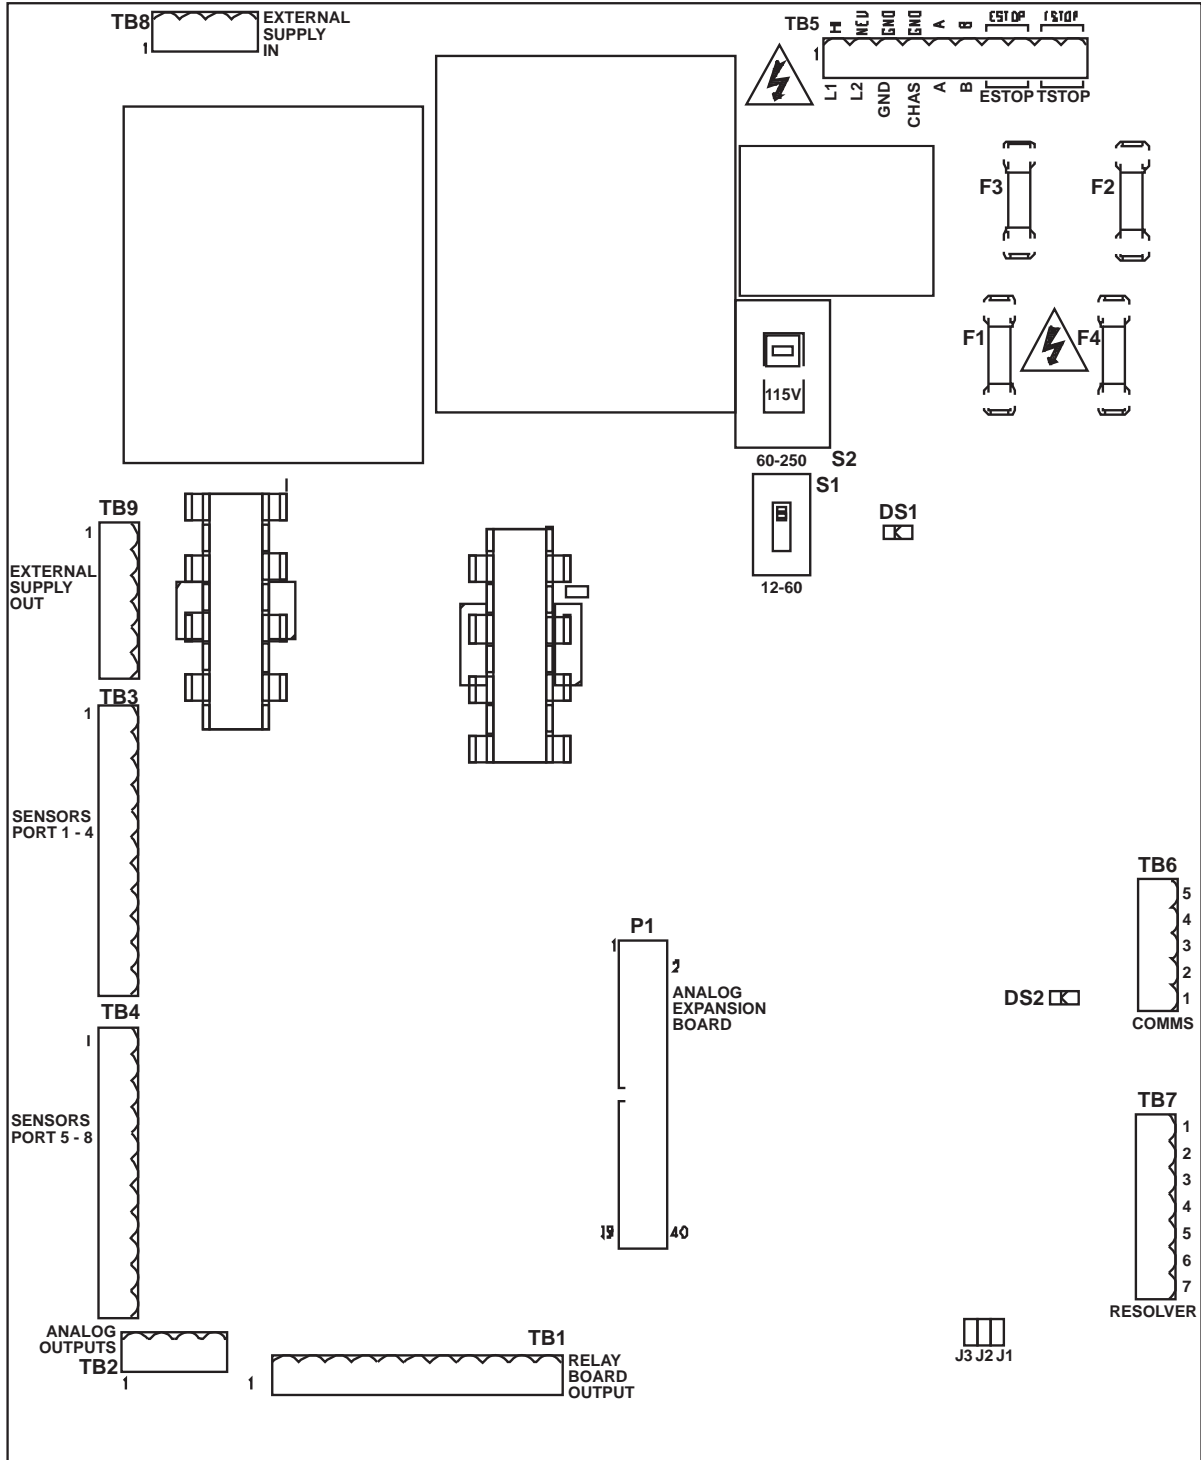 TB8
EXTERNAL
SUPPLY
IN
1
TB5
HI
NEU
GND
GND
A
B
ESTOP
TSTOP
1
L1
L2
GND
CHAS
A
B
ESTOP
TSTOP
F3
F2
F1
F4
115V
60-250
S2
S1
12-60
DS1
TB9
1
EXTERNAL
SUPPLY
OUT
TB3
1
SENSORS
PORT 1 - 4
TB4
1
SENSORS
PORT 5 - 8
P1
1
2
ANALOG
EXPANSION
BOARD
40
TB6
5
4
3
2
1
COMMS
DS2
TB7
1
2
3
4
5
6
7
RESOLVER
ANALOG
OUTPUTS
TB2
1
1
TB1
RELAY
BOARD
OUTPUT
J3 J2 J1